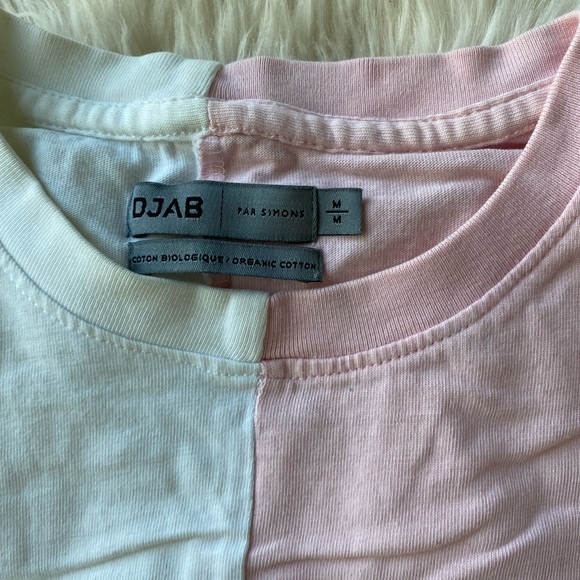 DJAB PAR SIMONS M
M
COTON BIOLOGIQUE / ORGANIC COTTON